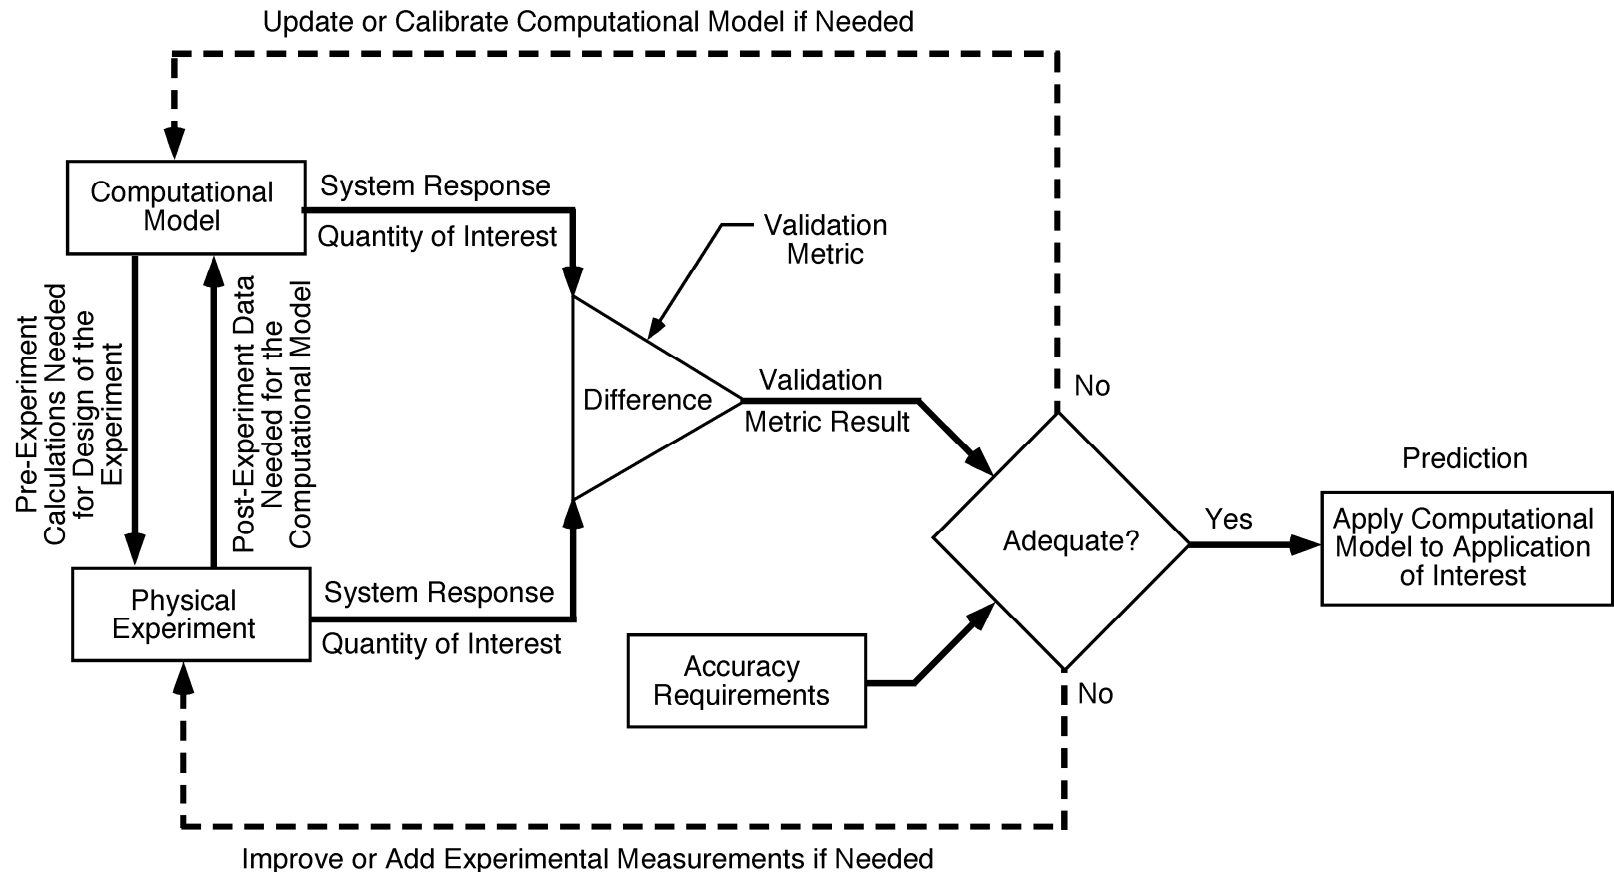 Update or Calibrate Computational Model if Needed
Computational
Model
System Response
Quantity of Interest
Validation
Metric
Pre-Experiment
Calculations Needed
for Design of the
Experiment
Post-Experiment Data
Needed for the
Computational Model
Difference
Validation
Metric Result
No
Adequate?
Yes
Prediction
Apply Computational
Model to Application
of Interest
Physical
Experiment
System Response
Quantity of Interest
Accuracy
Requirements
No
Improve or Add Experimental Measurements if Needed